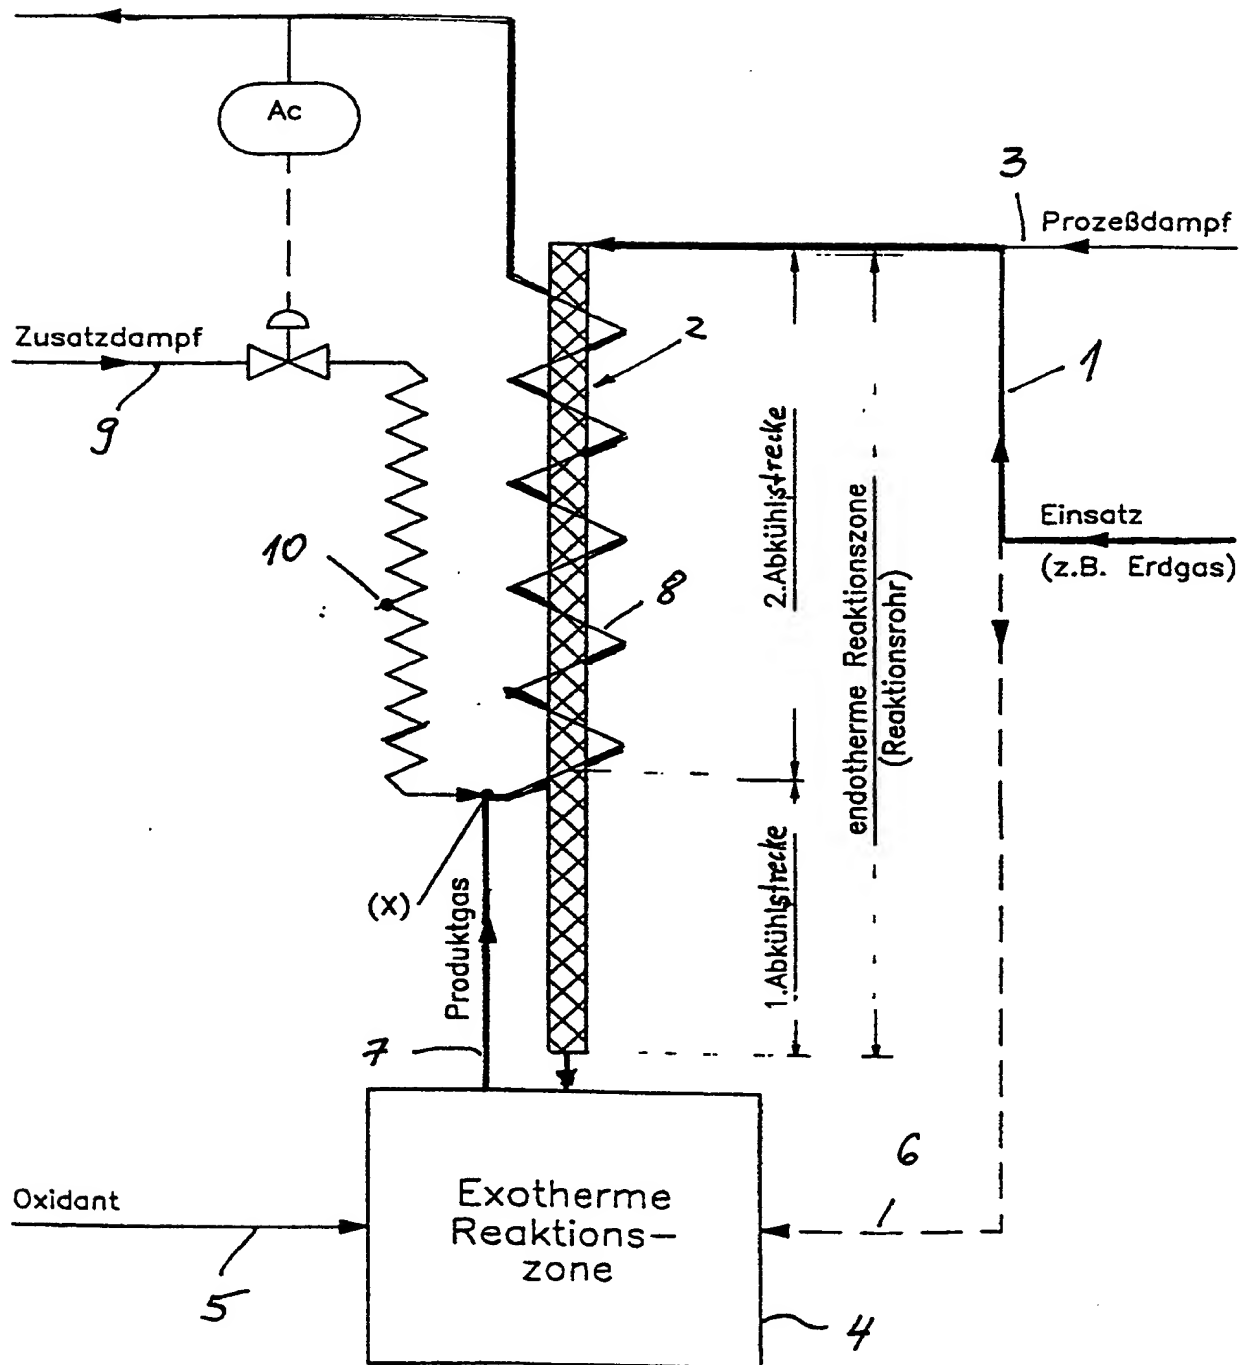 Ac
3
Prozeßdampf
Zusatzdampf
9
2
1
Einsatz
(z.B. Erdgas)
10
8
2.Abkühlstrecke
endotherme Reaktionszone
(Reaktionsrohr)
1.Abkühlstrecke
(X)
Produktgas
7
6
Oxidant
5
Exotherme
Reaktions-
zone
4